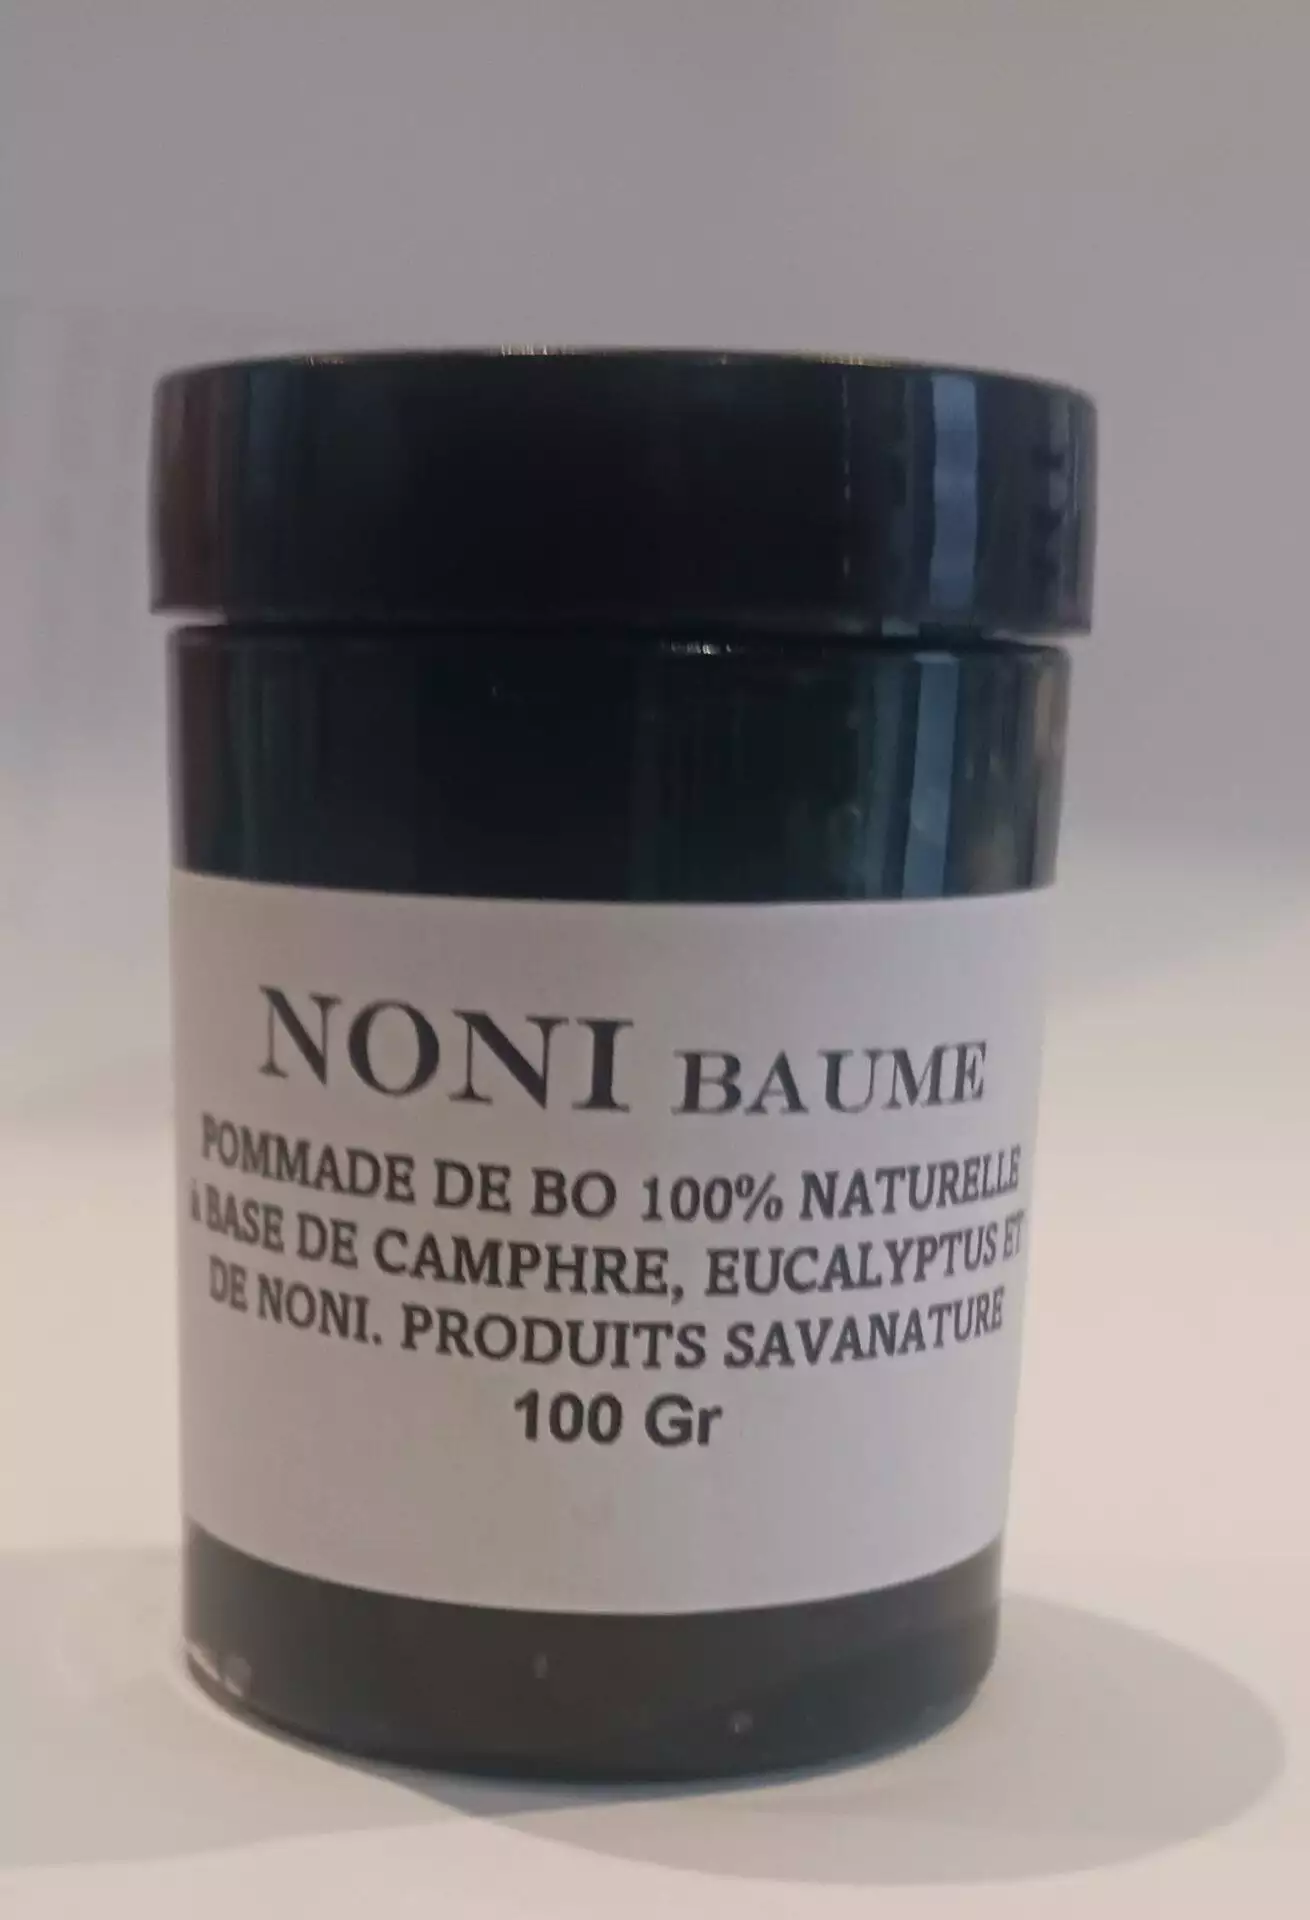 NONI BAUME
POMMADE DE BO 100% NATURELLE
à BASE DE CAMPHRE, EUCALYPTUS ET
DE NONI. PRODUITS SAVANATURE
100 Gr